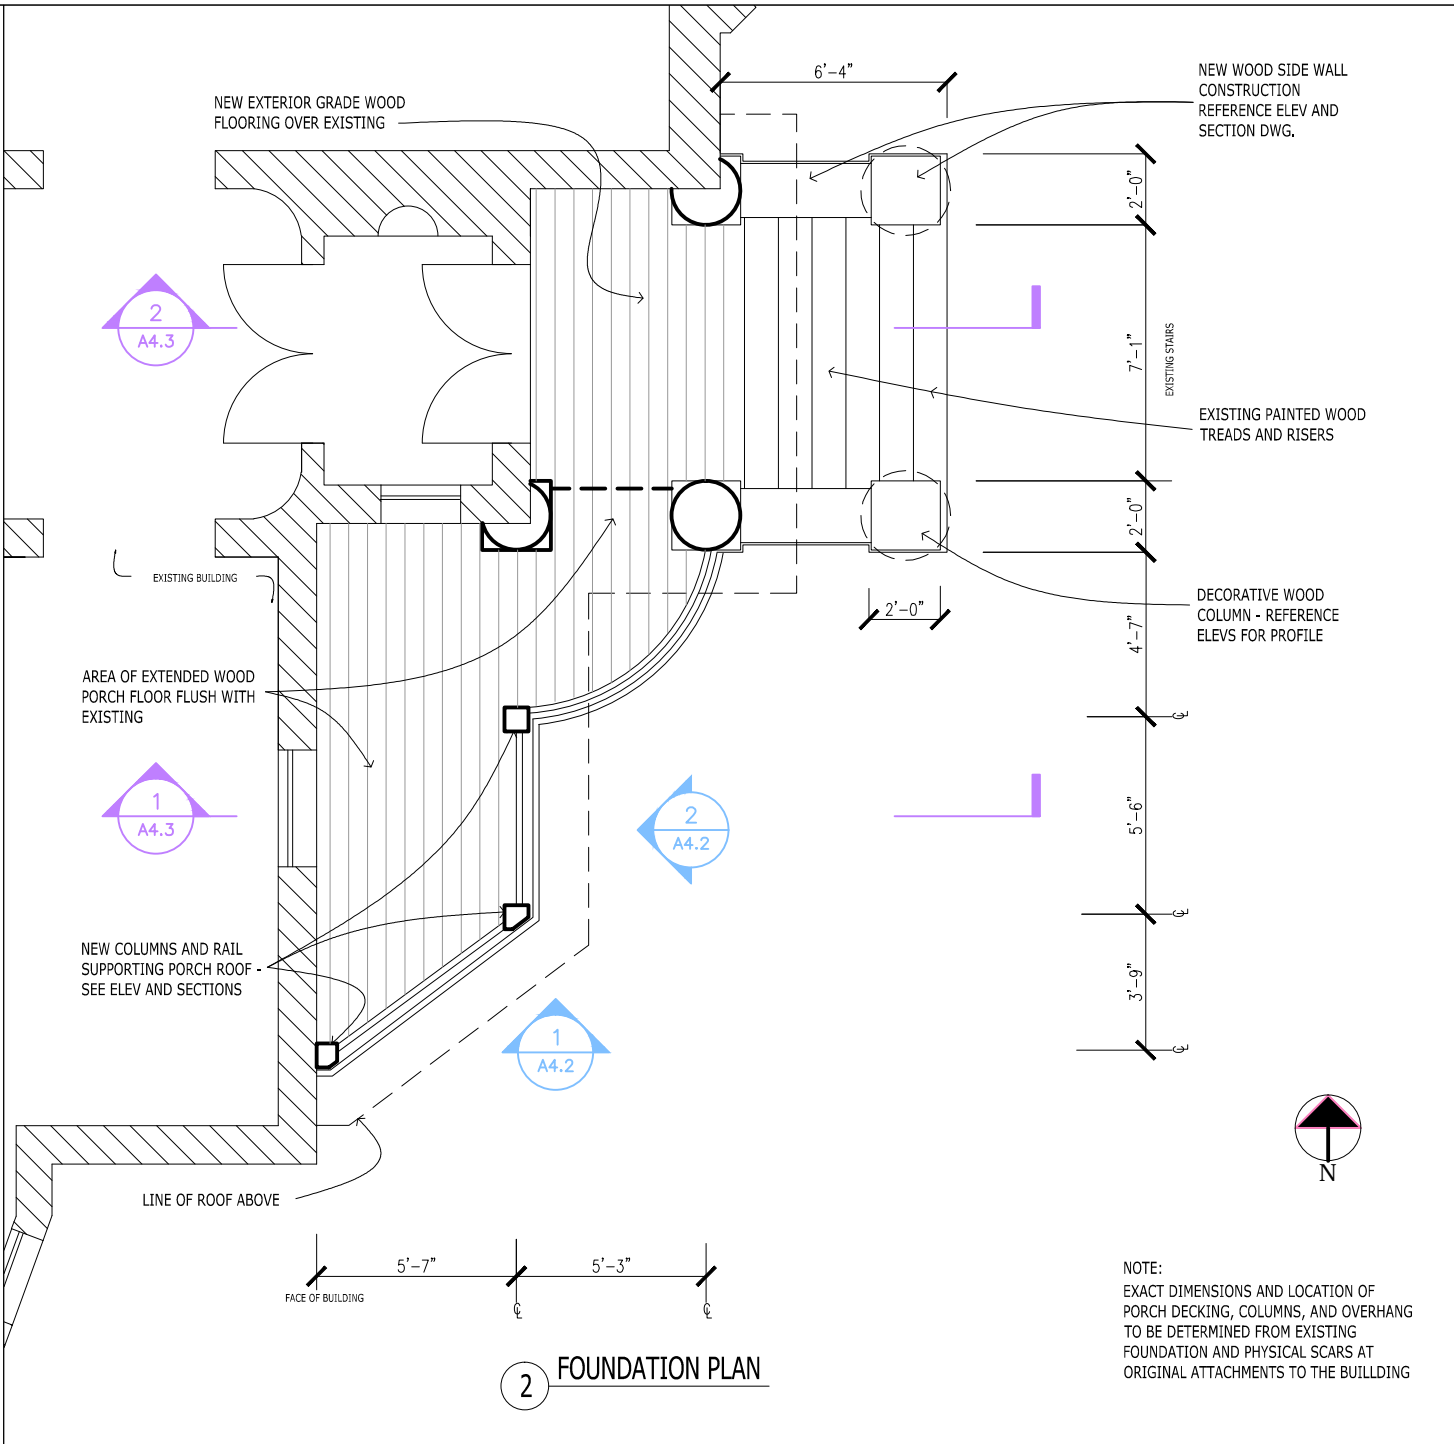 6'-4"
NEW WOOD SIDE WALL
CONSTRUCTION
REFERENCE ELEV AND
SECTION DWG.
NEW EXTERIOR GRADE WOOD
FLOORING OVER EXISTING
2'-0"
2
A4.3
7'-1"
EXISTING STAIRS
EXISTING PAINTED WOOD
TREADS AND RISERS
2'-0"
EXISTING BUILDING
2'-0"
DECORATIVE WOOD
COLUMN - REFERENCE
ELEVS FOR PROFILE
4'-7"
AREA OF EXTENDED WOOD
PORCH FLOOR FLUSH WITH
EXISTING
℄
1
A4.3
2
A4.2
5'-6"
℄
NEW COLUMNS AND RAIL
SUPPORTING PORCH ROOF -
SEE ELEV AND SECTIONS
3'-9"
1
A4.2
℄
N
LINE OF ROOF ABOVE
5'-7"
5'-3"
FACE OF BUILDING
℄
℄
2
FOUNDATION PLAN
NOTE:
EXACT DIMENSIONS AND LOCATION OF
PORCH DECKING, COLUMNS, AND OVERHANG
TO BE DETERMINED FROM EXISTING
FOUNDATION AND PHYSICAL SCARS AT
ORIGINAL ATTACHMENTS TO THE BUILLDING